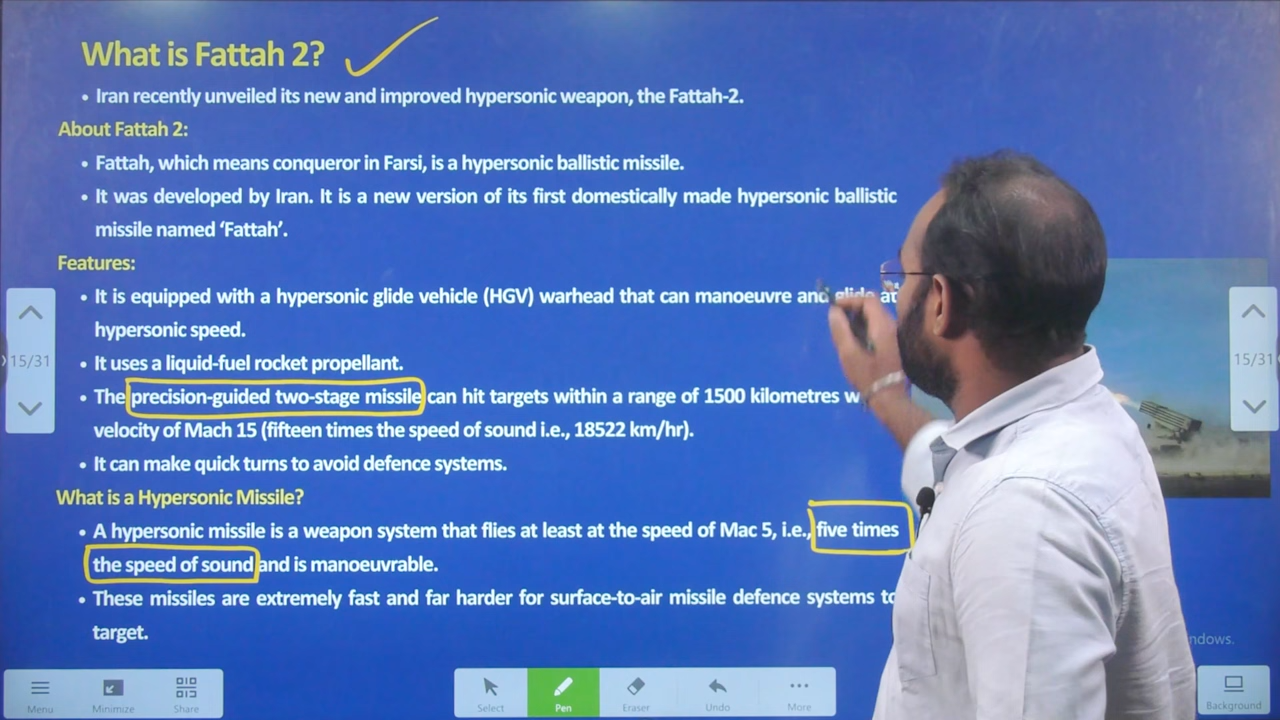 What is Fattah 2?
• Iran recently unveiled its new and improved hypersonic weapon, the Fattah-2.
About Fattah 2:
• Fattah, which means conqueror in Farsi, is a hypersonic ballistic missile.
• It was developed by Iran. It is a new version of its first domestically made hypersonic ballistic
missile named ‘Fattah’.
Features:
• It is equipped with a hypersonic glide vehicle (HGV) warhead that can manoeuvre and glide at
hypersonic speed.
• It uses a liquid-fuel rocket propellant.
• The precision-guided two-stage missile can hit targets within a range of 1500 kilometres
velocity of Mach 15 (fifteen times the speed of sound i.e., 18522 km/hr).
• It can make quick turns to avoid defence systems.
What is a Hypersonic Missile?
• A hypersonic missile is a weapon system that flies at least at the speed of Mac 5, i.e., five times
the speed of sound and is manoeuvrable.
• These missiles are extremely fast and far harder for surface-to-air missile defence systems to
target.
15/31
15/31
Menu
Minimize
Share
Select
Pen
Eraser
Undo
More
Background